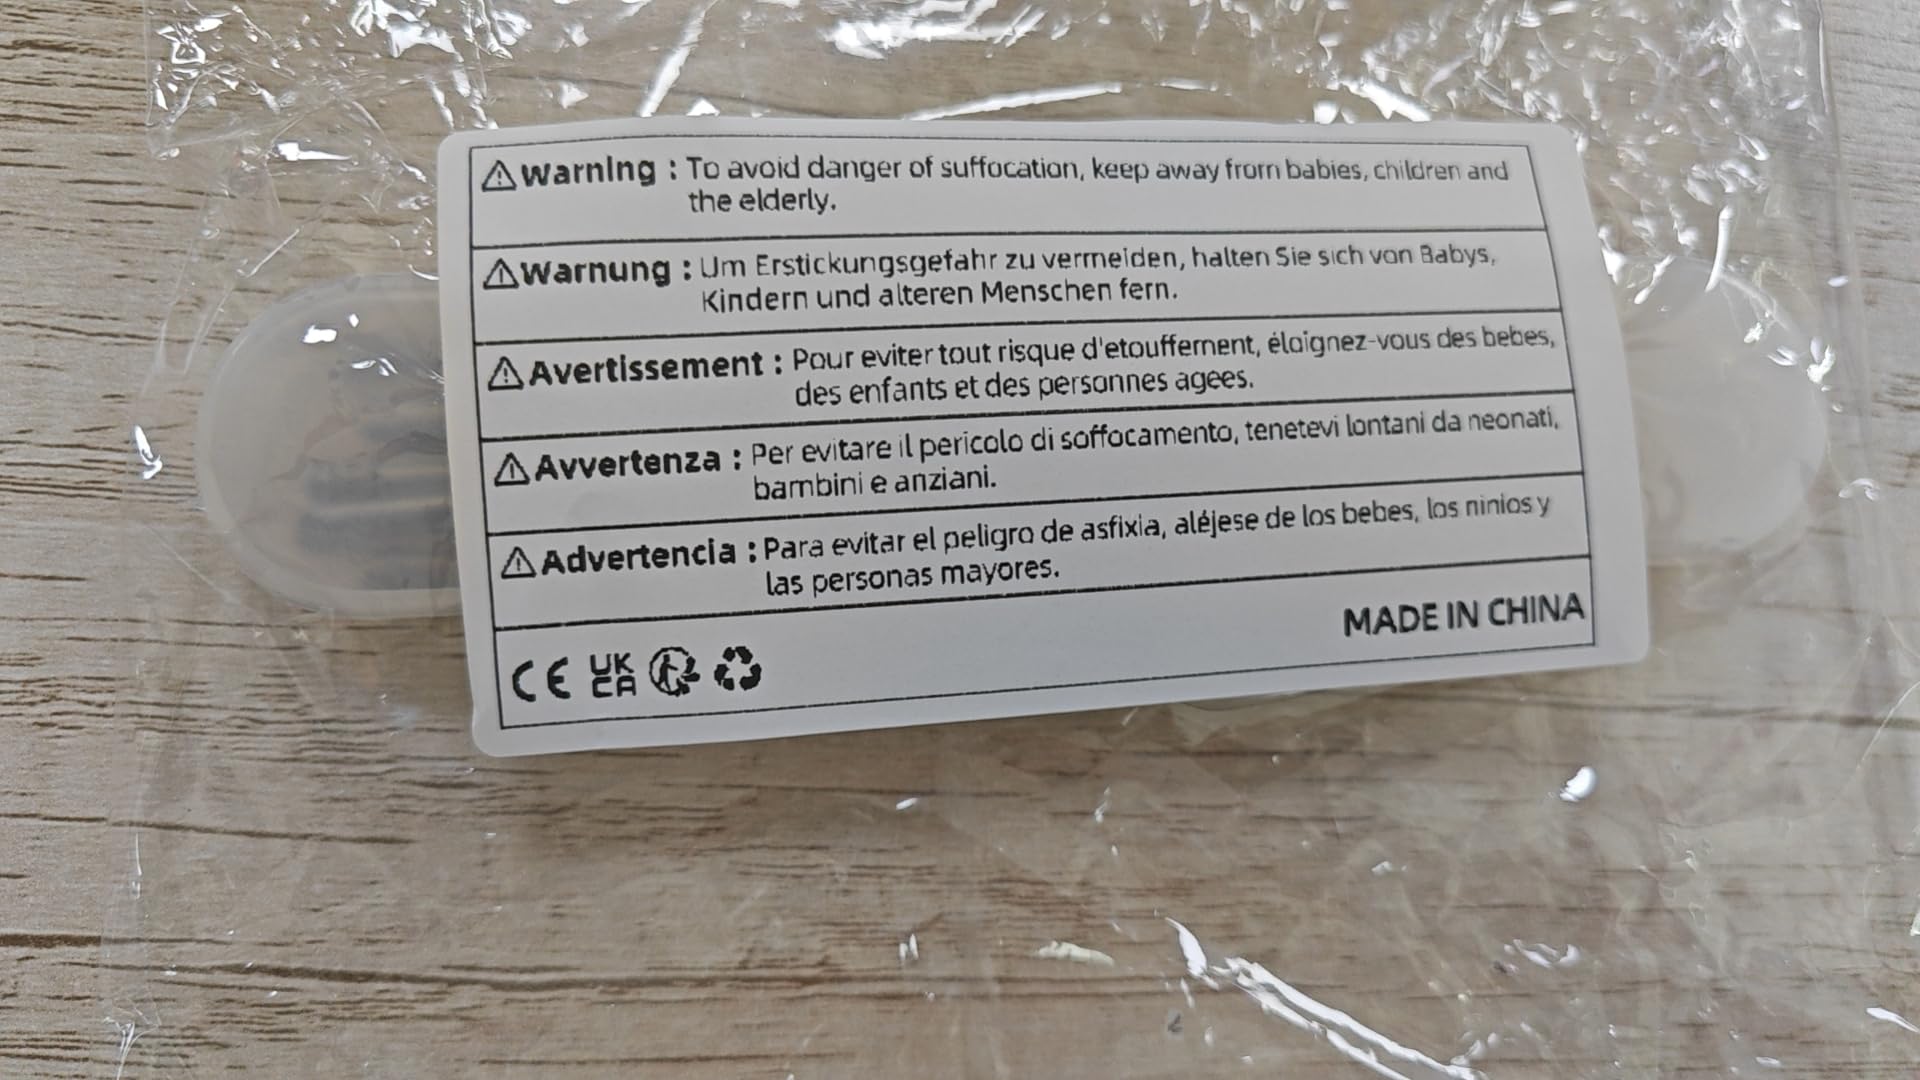 ⚠Warning : To avoid danger of suffocation, keep away from babies, children and
the elderly.
⚠Warnung : Um Erstickungsgefahr zu vermeiden, halten Sie sich von Babys,
Kindern und alteren Menschen fern.
⚠Avertissement : Pour eviter tout risque d'etouffement, éloignez-vous des bebes,
des enfants et des personnes agees.
⚠Avvertenza : Per evitare il pericolo di soffocamento, tenetevi lontani da neonati,
bambini e anziani.
⚠Advertencia : Para evitar el peligro de asfixia, aléjese de los bebes, los ninios y
las personas mayores.
MADE IN CHINA
CE UK
CA